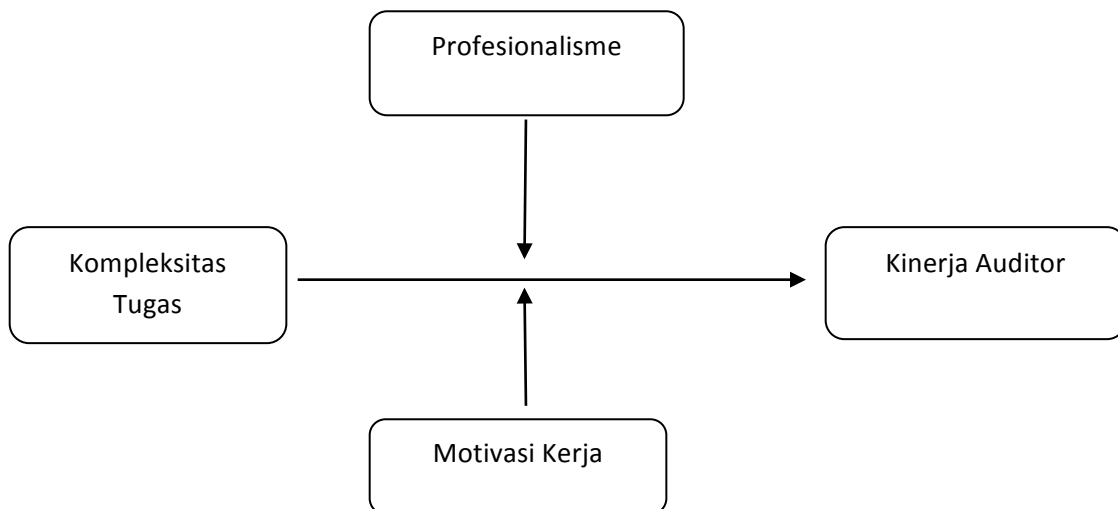 Profesionalisme
Kompleksitas
Tugas
Kinerja Auditor
Motivasi Kerja